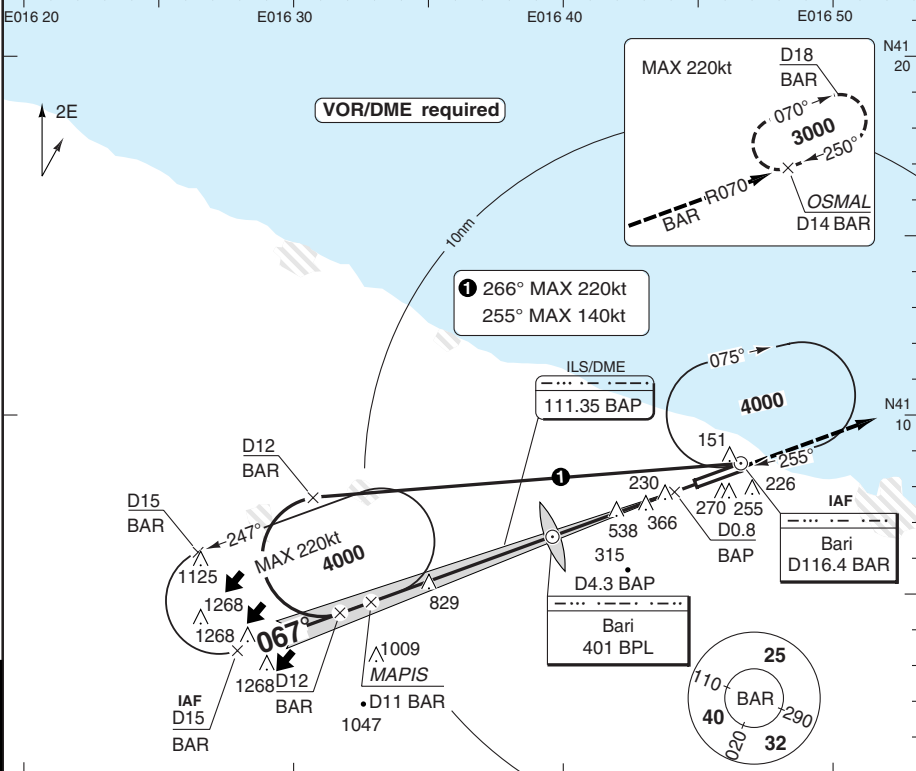 E016 20
E016 30
E016 40
E016 50
N41
20
2E
VOR/DME required
MAX 220kt
D18
BAR
070°
3000
250°
BAR R070
OSMAL
D14 BAR
10nm
1 266° MAX 220kt
255° MAX 140kt
ILS/DME
111.35 BAP
075°
4000
N41
10
151
255°
D12
BAR
1
230
226
IAF
D15
BAR
247°
MAX 220kt
4000
270
255
366
538
D0.8
BAP
Bari
D116.4 BAR
1125
315
D4.3 BAP
1268
829
Bari
401 BPL
1268
067°
1009
1268
D12
BAR
MAPIS
D11 BAR
1047
IAF
D15
BAR
25
110
BAR
290
40
020
32